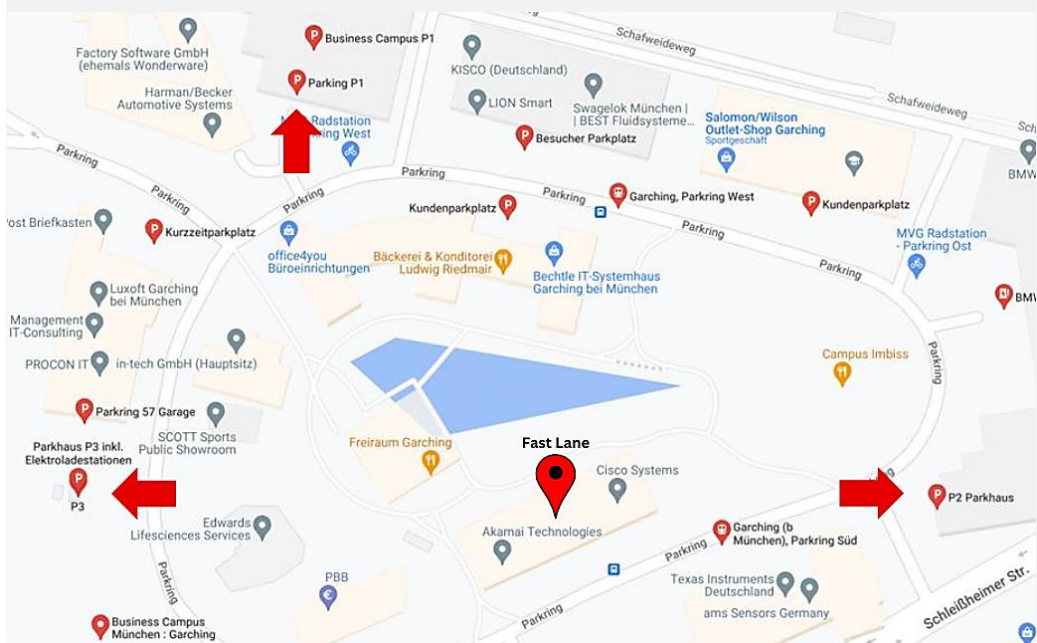 Business Campus P1
Factory Software GmbH
(ehemals Wonderware)
KISCO (Deutschland)
Schafweideweg
Parking P1
Harman/Becker
Automotive Systems
LION Smart
Swagelok München |
| BEST Fluidsysteme...
Salomon/Wilson
Outlet-Shop Garching
Sportgeschäft
Schafweideweg
Radstation
West
Besucher Parkplatz
BMW
Parkring
Parkring
Parkring
Parkring
Parkring
Garching, Parkring West
Kundenparkplatz
Kundenparkplatz
Post Briefkasten
Kurzzeitparkplatz
Parkring
MVG Radstation
- Parkring Ost
office4you
Büroeinrichtungen
Bäckerei & Konditorei
Ludwig Riedmair
Bechtle IT-Systemhaus
Garching bei München
Parkring
Luxoft Garching
bei München
BMW
Management
IT-Consulting
PROCON IT
in-tech GmbH (Hauptsitz)
Campus Imbiss
Parkring
Parkring 57 Garage
SCOTT Sports
Public Showroom
Parkhaus P3 inkl.
Elektroladestationen
P3
Freiraum Garching
Fast Lane
Cisco Systems
P2 Parkhaus
Edwards
Lifesciences Services
Akamai Technologies
Garching (b
München), Parkring Süd
Parkring
Parkring
PBB
Texas Instruments
Deutschland
ams Sensors Germany
Parkring
Schleißheimer Str.
Business Campus
München : Garching